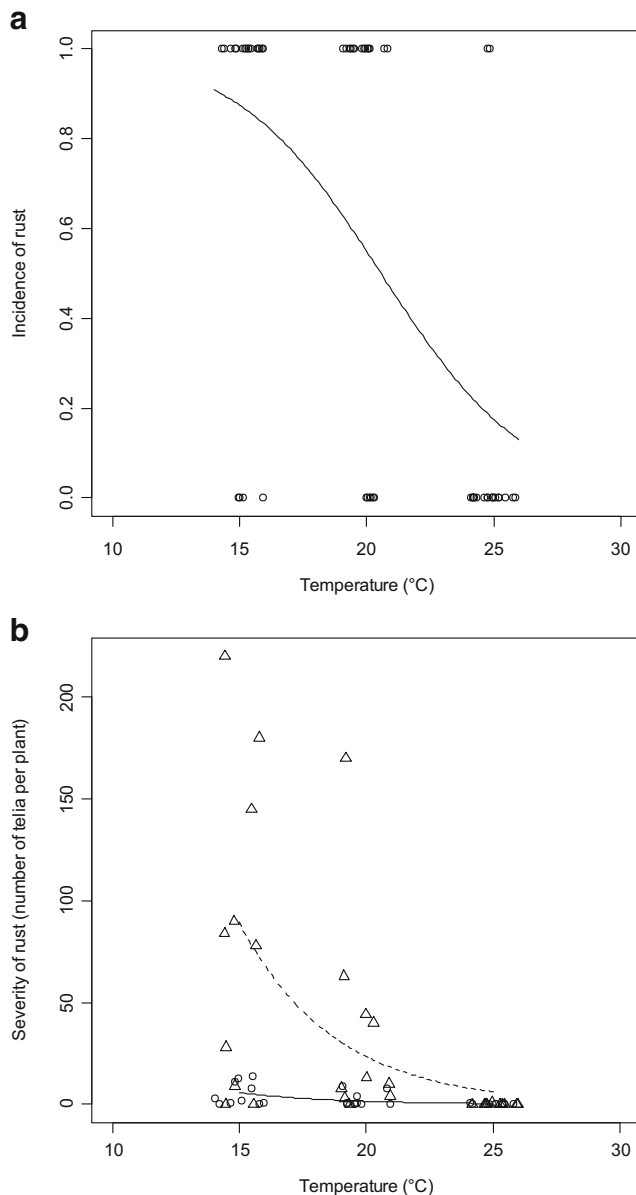 a
1.0
0.8
0.6
0.4
0.2
0.0
Incidence of rust
10 15 20 25 30
Temperature (°C)
b
200
150
100
50
0
Severity of rust (number of telia per plant)
10 15 20 25 30
Temperature (°C)